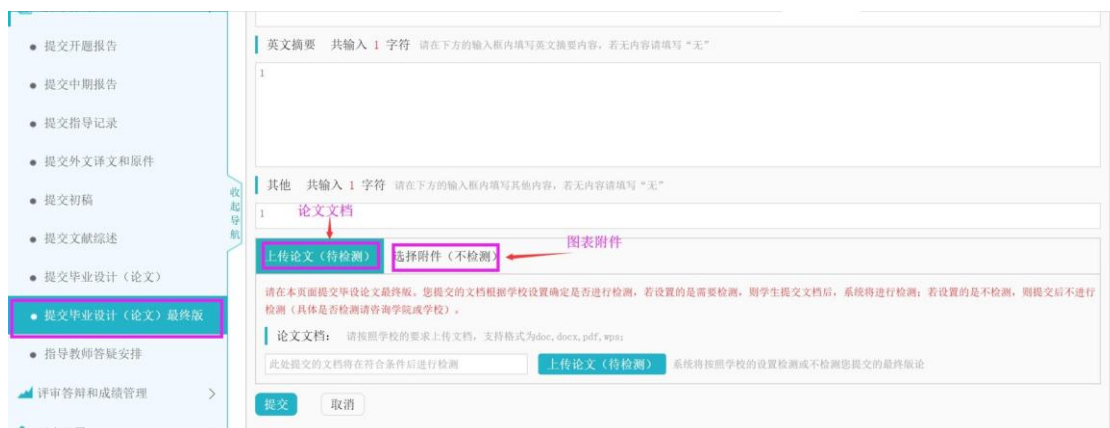 提交开题报告
提交中期报告
提交指导记录
提交外文译文和原件
提交初稿
提交文献综述
提交毕业设计（论文）
提交毕业设计（论文）最终版
指导教师答疑安排
评审答辩和成绩管理
收起导航
英文摘要 共输入 1 字符 请在下方的输入框内填写英文摘要内容，若无内容请填写“无”
1
其他 共输入 1 字符 请在下方的输入框内填写其他内容，若无内容请填写“无”
1
论文文档
图表附件
上传论文（待检测） 选择附件（不检测）
请在本页面提交毕设论文最终版。您提交的文档根据学校设置确定是否进行检测，若设置的是需要检测，则学生提交文档后，系统将进行检测；若设置的是不检测，则提交后不进行
检测（具体是否检测请咨询学院或学校）。
论文文档： 请按照学校的要求上传文档，支持格式为doc,docx,pdf,wps;
此处提交的文档将在符合条件后进行检测 上传论文（待检测） 系统将按照学校的设置检测或不检测您提交的最终版论
提交 取消